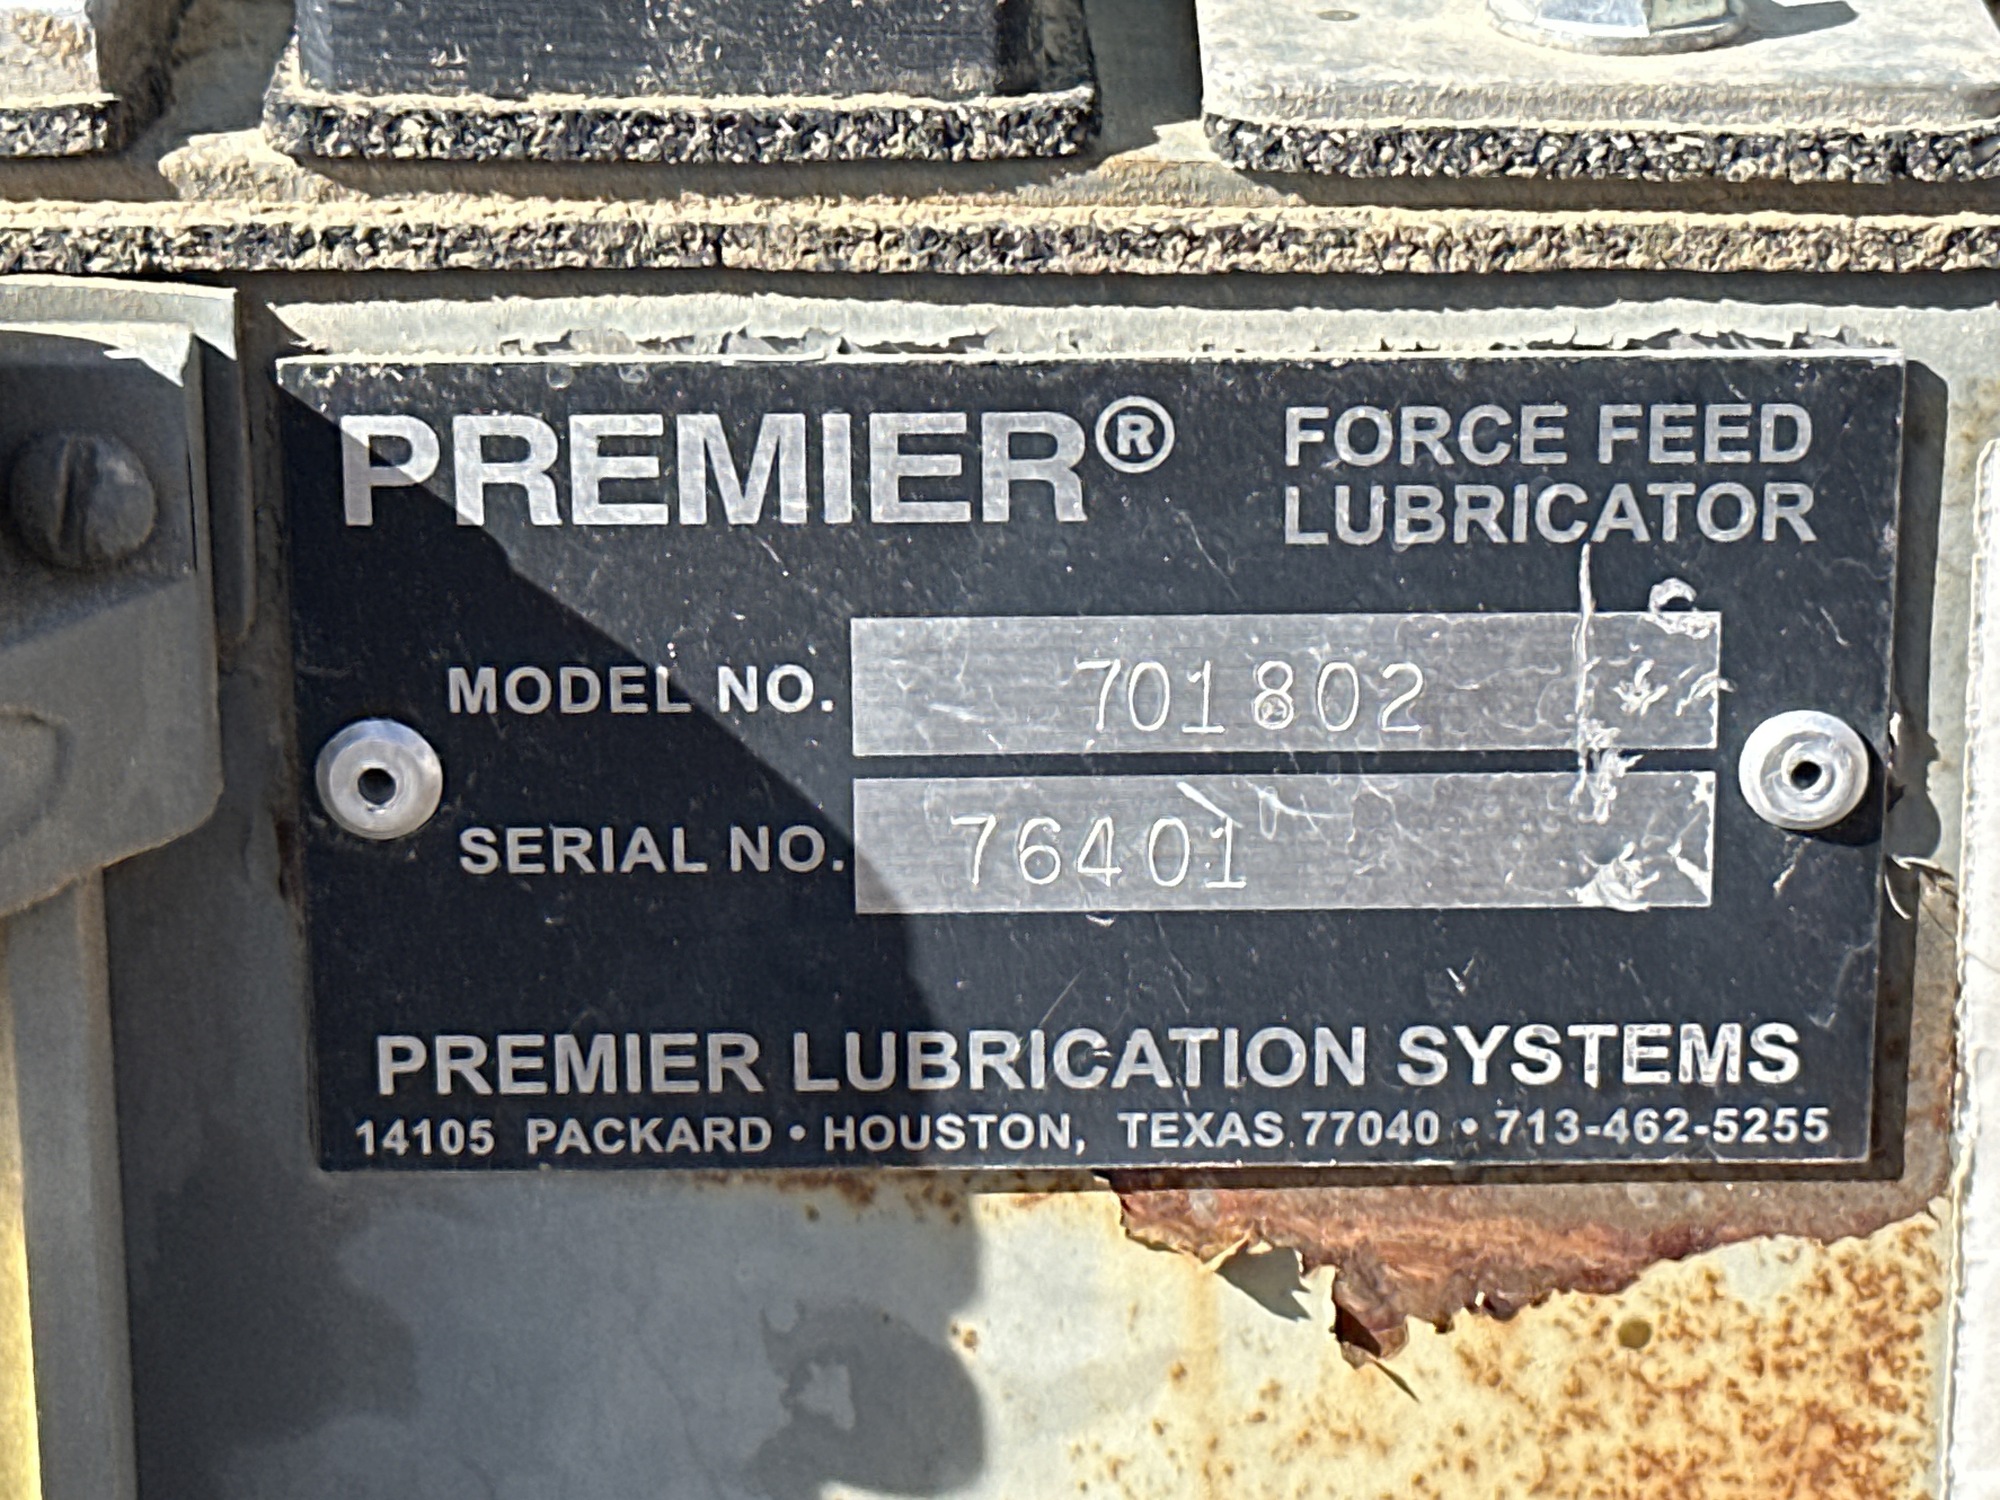 PREMIER®
FORCE FEED
LUBRICATOR
MODEL NO. 701802
SERIAL NO. 76401
PREMIER LUBRICATION SYSTEMS
14105 PACKARD • HOUSTON, TEXAS 77040 • 713-462-5255